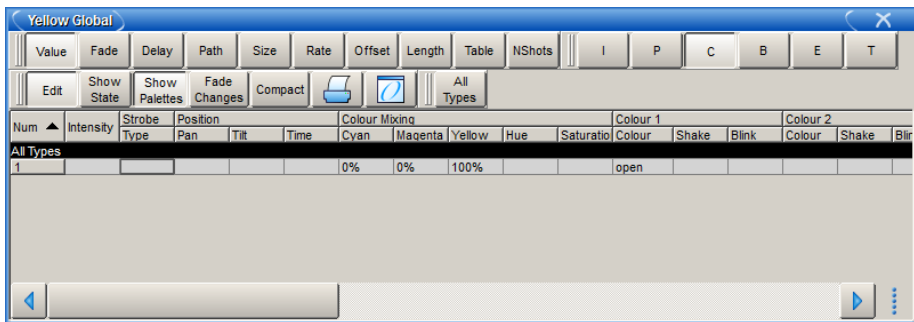 Yellow Global
Value Fade Delay Path Size Rate Offset Length Table NShots I P C B E T
Edit Show State Show Palettes Fade Changes Compact All Types
Num Intensity Strobe Position Colour Mixing Colour 1 Colour 2
Type Pan Tilt Time Cyan Magenta Yellow Hue Saturatio Colour Shake Blink Colour Shake Blin
All Types
1 0% 0% 100% open